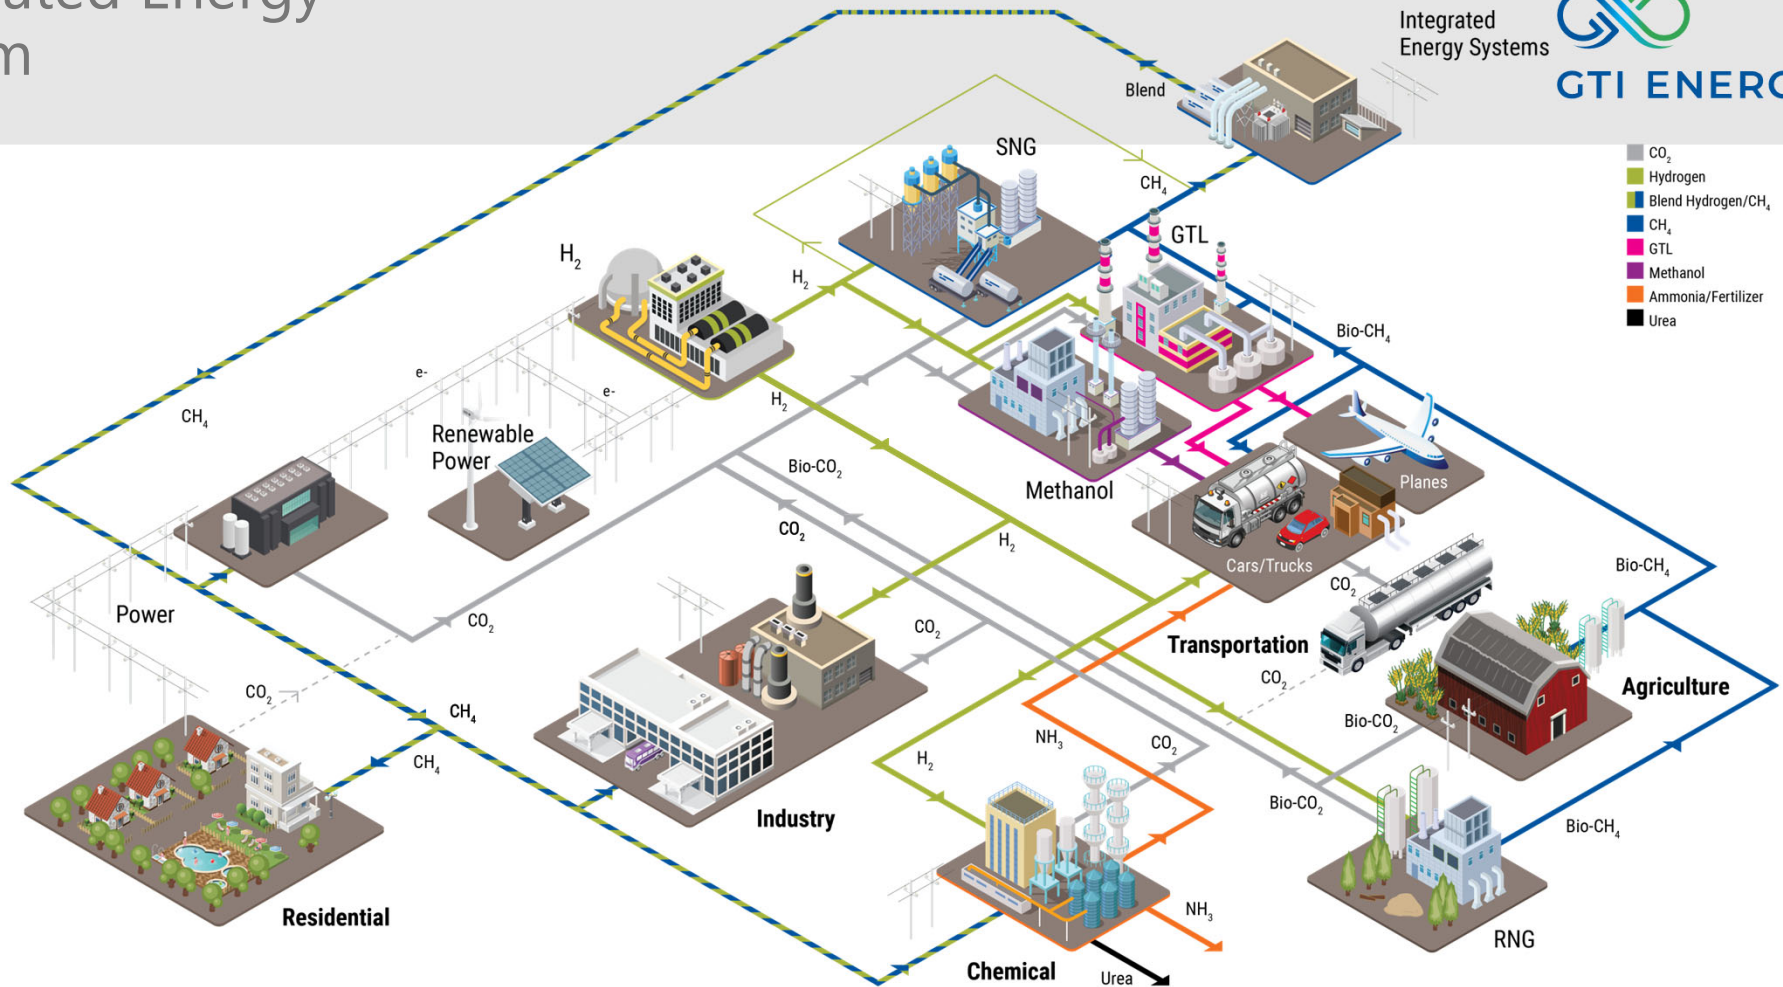 m
Integrated
Energy Systems
GTI ENERG
Blend
SNG
CH₄
CO₂
Hydrogen
Blend Hydrogen/CH₄
CH₄
GTL
Methanol
Ammonia/Fertilizer
Urea
GTL
H₂
H₂
Bio-CH₄
e-
e-
H₂
CH₄
Renewable
Power
Bio-CO₂
Methanol
Planes
CO₂
H₂
Cars/Trucks
CO₂
Bio-CH₄
Power
CO₂
CO₂
Transportation
CO₂
CO₂
Agriculture
CH₄
Bio-CO₂
NH₃
CO₂
H₂
CH₄
Bio-CO₂
Industry
Bio-CH₄
Residential
NH₃
RNG
Chemical
Urea